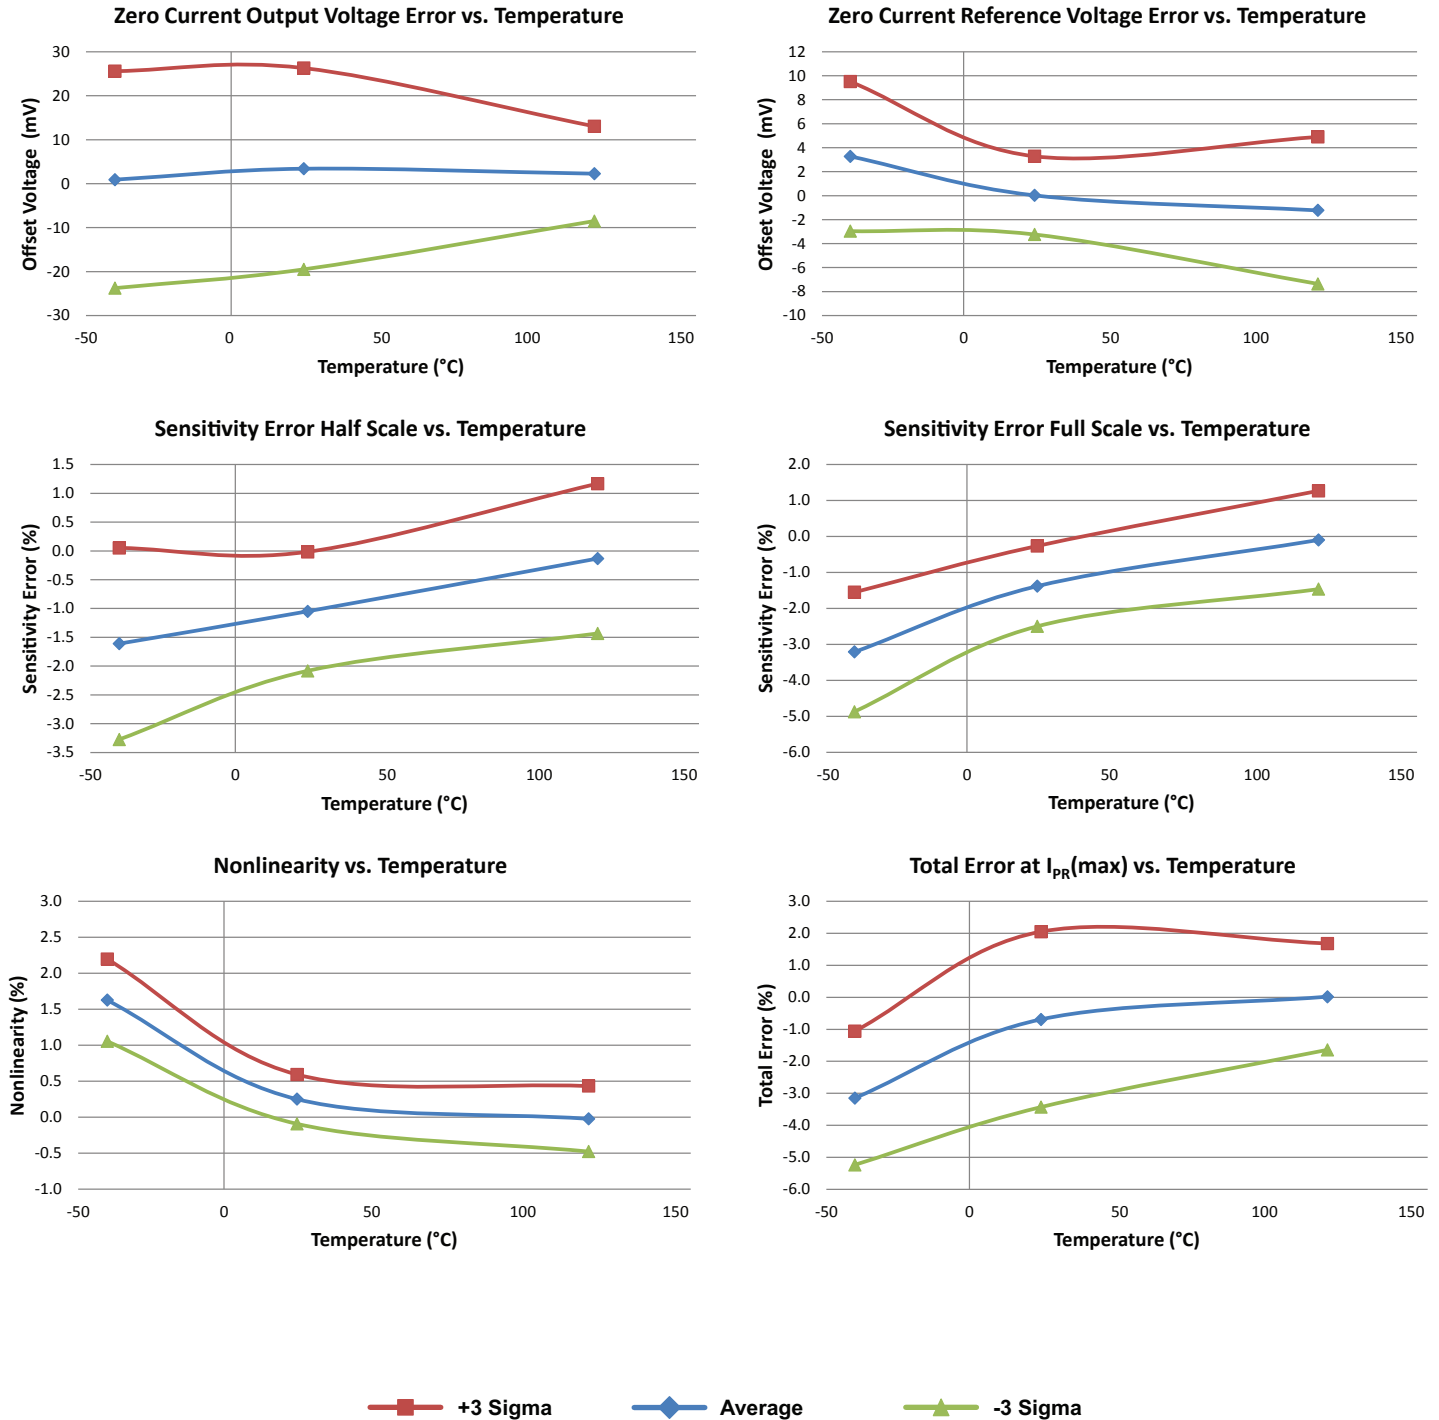 Zero Current Output Voltage Error vs. Temperature
Offset Voltage (mV)
30
20
10
0
-10
-20
-30
-50 0 50 100 150
Temperature (°C)
Zero Current Reference Voltage Error vs. Temperature
Offset Voltage (mV)
12
10
8
6
4
2
0
-2
-4
-6
-8
-10
-50 0 50 100 150
Temperature (°C)
Sensitivity Error Half Scale vs. Temperature
Sensitivity Error (%)
1.5
1.0
0.5
0.0
-0.5
-1.0
-1.5
-2.0
-2.5
-3.0
-3.5
-50 0 50 100 150
Temperature (°C)
Sensitivity Error Full Scale vs. Temperature
Sensitivity Error (%)
2.0
1.0
0.0
-1.0
-2.0
-3.0
-4.0
-5.0
-6.0
-50 0 50 100 150
Temperature (°C)
Nonlinearity vs. Temperature
Nonlinearity (%)
3.0
2.5
2.0
1.5
1.0
0.5
0.0
-0.5
-1.0
-50 0 50 100 150
Temperature (°C)
Total Error at I_PR(max) vs. Temperature
Total Error (%)
3.0
2.0
1.0
0.0
-1.0
-2.0
-3.0
-4.0
-5.0
-6.0
-50 0 50 100 150
Temperature (°C)
+3 Sigma Average -3 Sigma